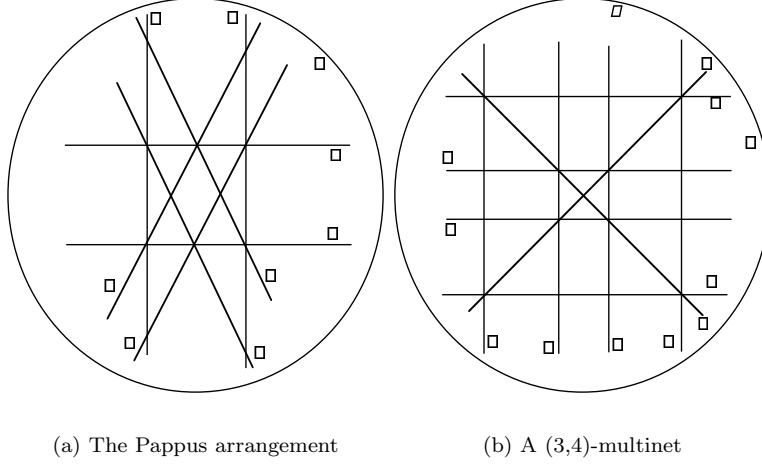 (a) The Pappus arrangement
(b) A (3,4)-multinet